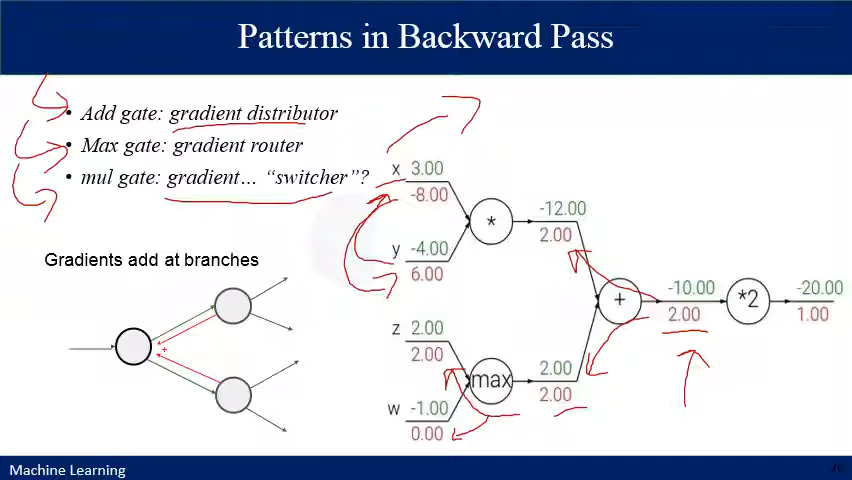 Patterns in Backward Pass
• Add gate: gradient distributor
• Max gate: gradient router
• mul gate: gradient... "switcher"?
Gradients add at branches
+
x 3.00
-8.00
y -4.00
6.00
*
-12.00
2.00
z 2.00
2.00
w -1.00
0.00
max
2.00
2.00
+
-10.00
2.00
*2
-20.00
1.00
Machine Learning